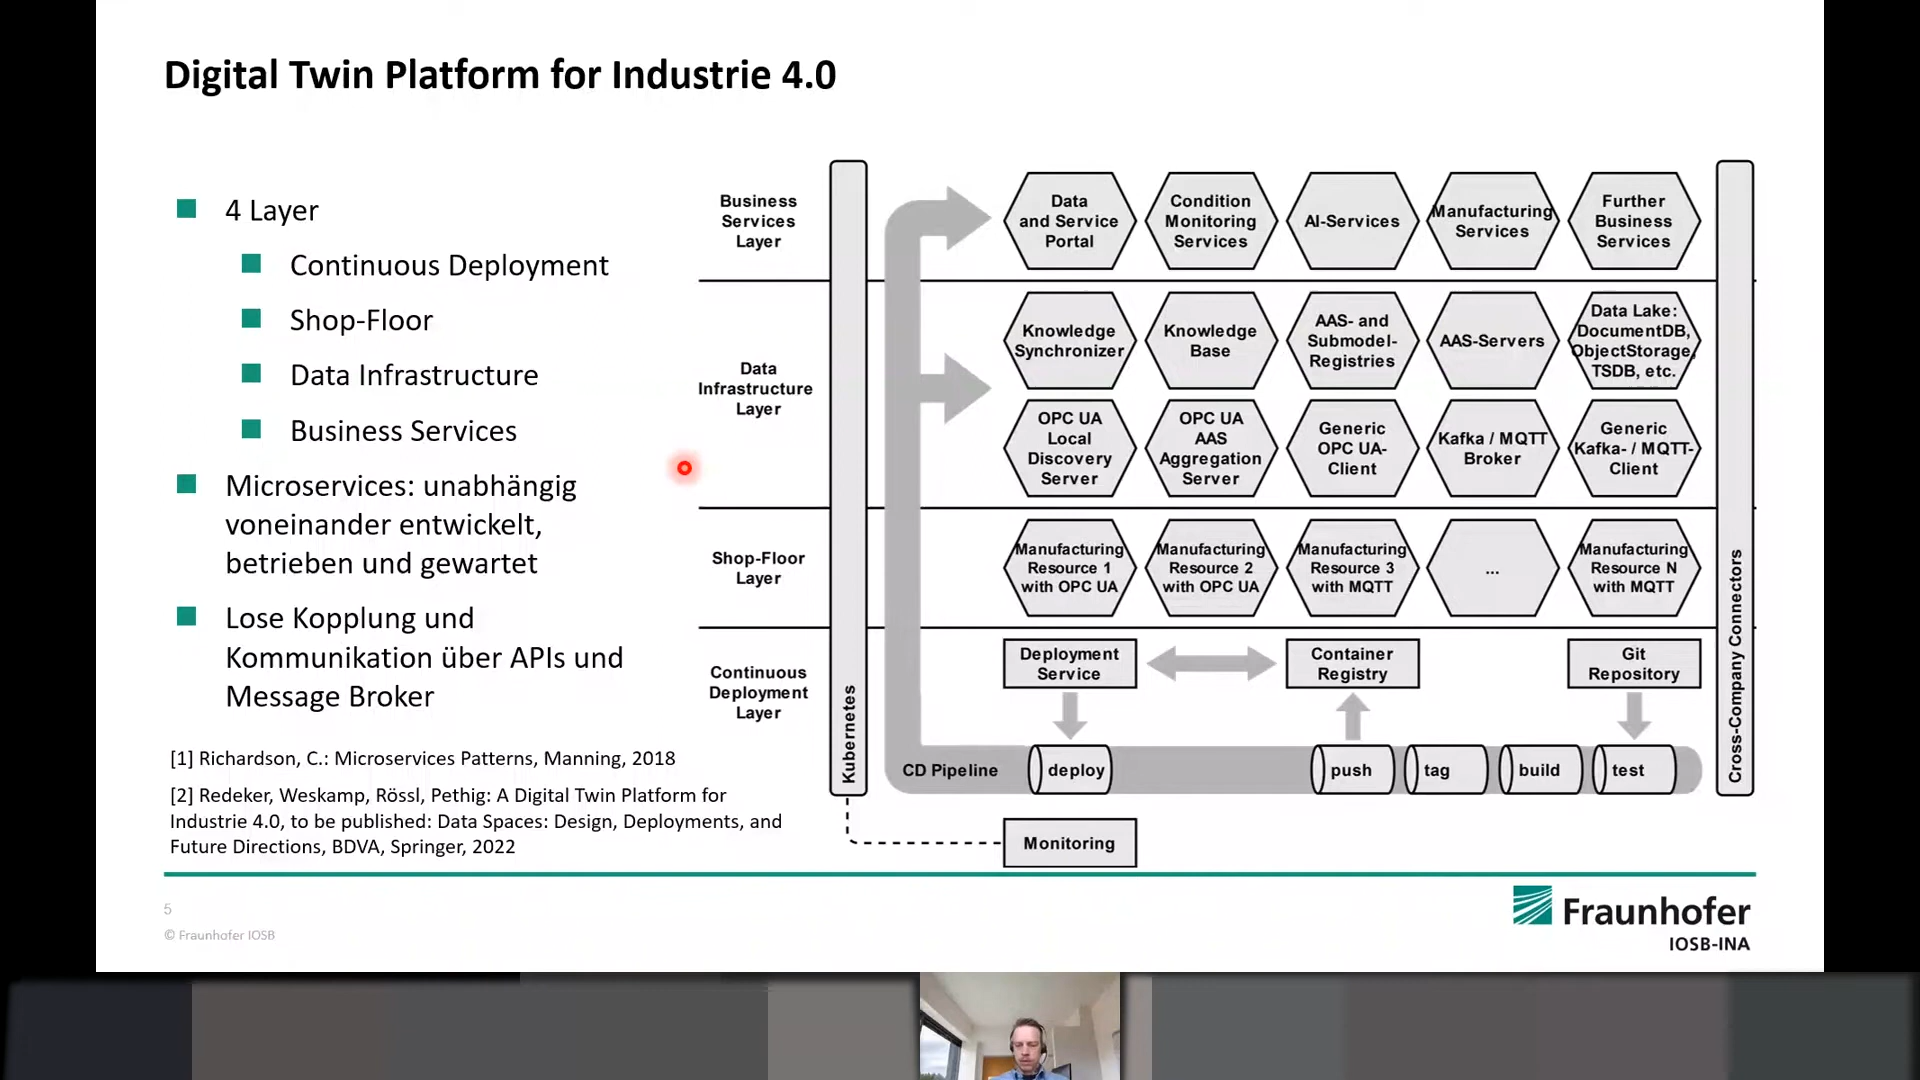 Digital Twin Platform for Industrie 4.0
4 Layer
Continuous Deployment
Shop-Floor
Data Infrastructure
Business Services
Microservices: unabhängig
voneinander entwickelt,
betrieben und gewartet
Lose Kopplung und
Kommunikation über APIs und
Message Broker
[1] Richardson, C.: Microservices Patterns, Manning, 2018
[2] Redeker, Weskamp, Rössl, Pethig: A Digital Twin Platform for
Industrie 4.0, to be published: Data Spaces: Design, Deployments, and
Future Directions, BDVA, Springer, 2022
Business
Services
Layer
Data
and Service
Portal
Condition
Monitoring
Services
AI-Services
Manufacturing
Services
Further
Business
Services
Data
Infrastructure
Layer
Knowledge
Synchronizer
Knowledge
Base
AAS- and
Submodel-
Registries
AAS-Servers
Data Lake:
DocumentDB,
ObjectStorage,
TSDB, etc.
OPC UA
Local
Discovery
Server
OPC UA
AAS
Aggregation
Server
Generic
OPC UA-
Client
Kafka / MQTT
Broker
Generic
Kafka- / MQTT-
Client
Shop-Floor
Layer
Manufacturing
Resource 1
with OPC UA
Manufacturing
Resource 2
with OPC UA
Manufacturing
Resource 3
with MQTT
...
Manufacturing
Resource N
with MQTT
Continuous
Deployment
Layer
Deployment
Service
Container
Registry
Git
Repository
CD Pipeline
deploy
push
tag
build
test
Kubernetes
Cross-Company Connectors
Monitoring
5
© Fraunhofer IOSB
Fraunhofer
IOSB-INA